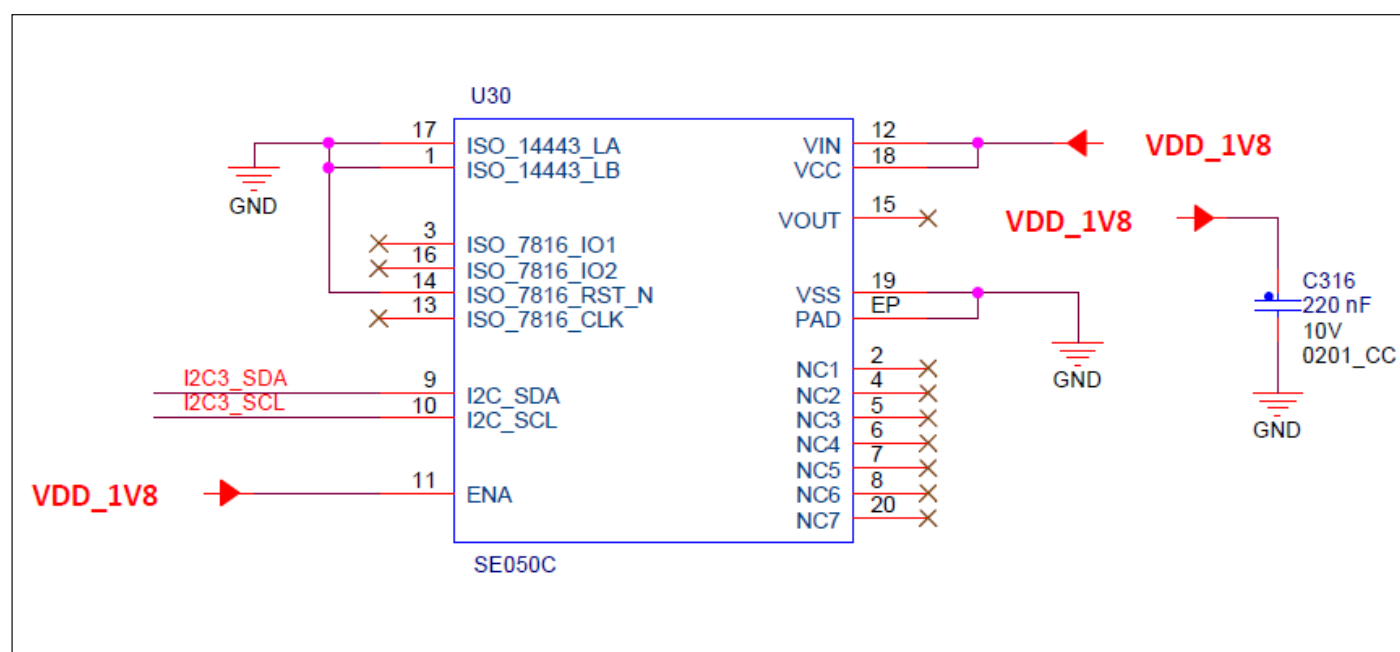 U30
17
ISO_14443_LA
1
ISO_14443_LB
GND
3
ISO_7816_IO1
16
ISO_7816_IO2
14
ISO_7816_RST_N
13
ISO_7816_CLK
I2C3_SDA
9
I2C_SDA
I2C3_SCL
10
I2C_SCL
VDD_1V8
11
ENA
SE050C
VIN
12
VCC
18
VDD_1V8
VOUT
15
VDD_1V8
VSS
19
PAD
EP
GND
NC1
2
NC2
4
NC3
5
NC4
6
NC5
7
NC6
8
NC7
20
C316
220 nF
10V
0201_CC
GND